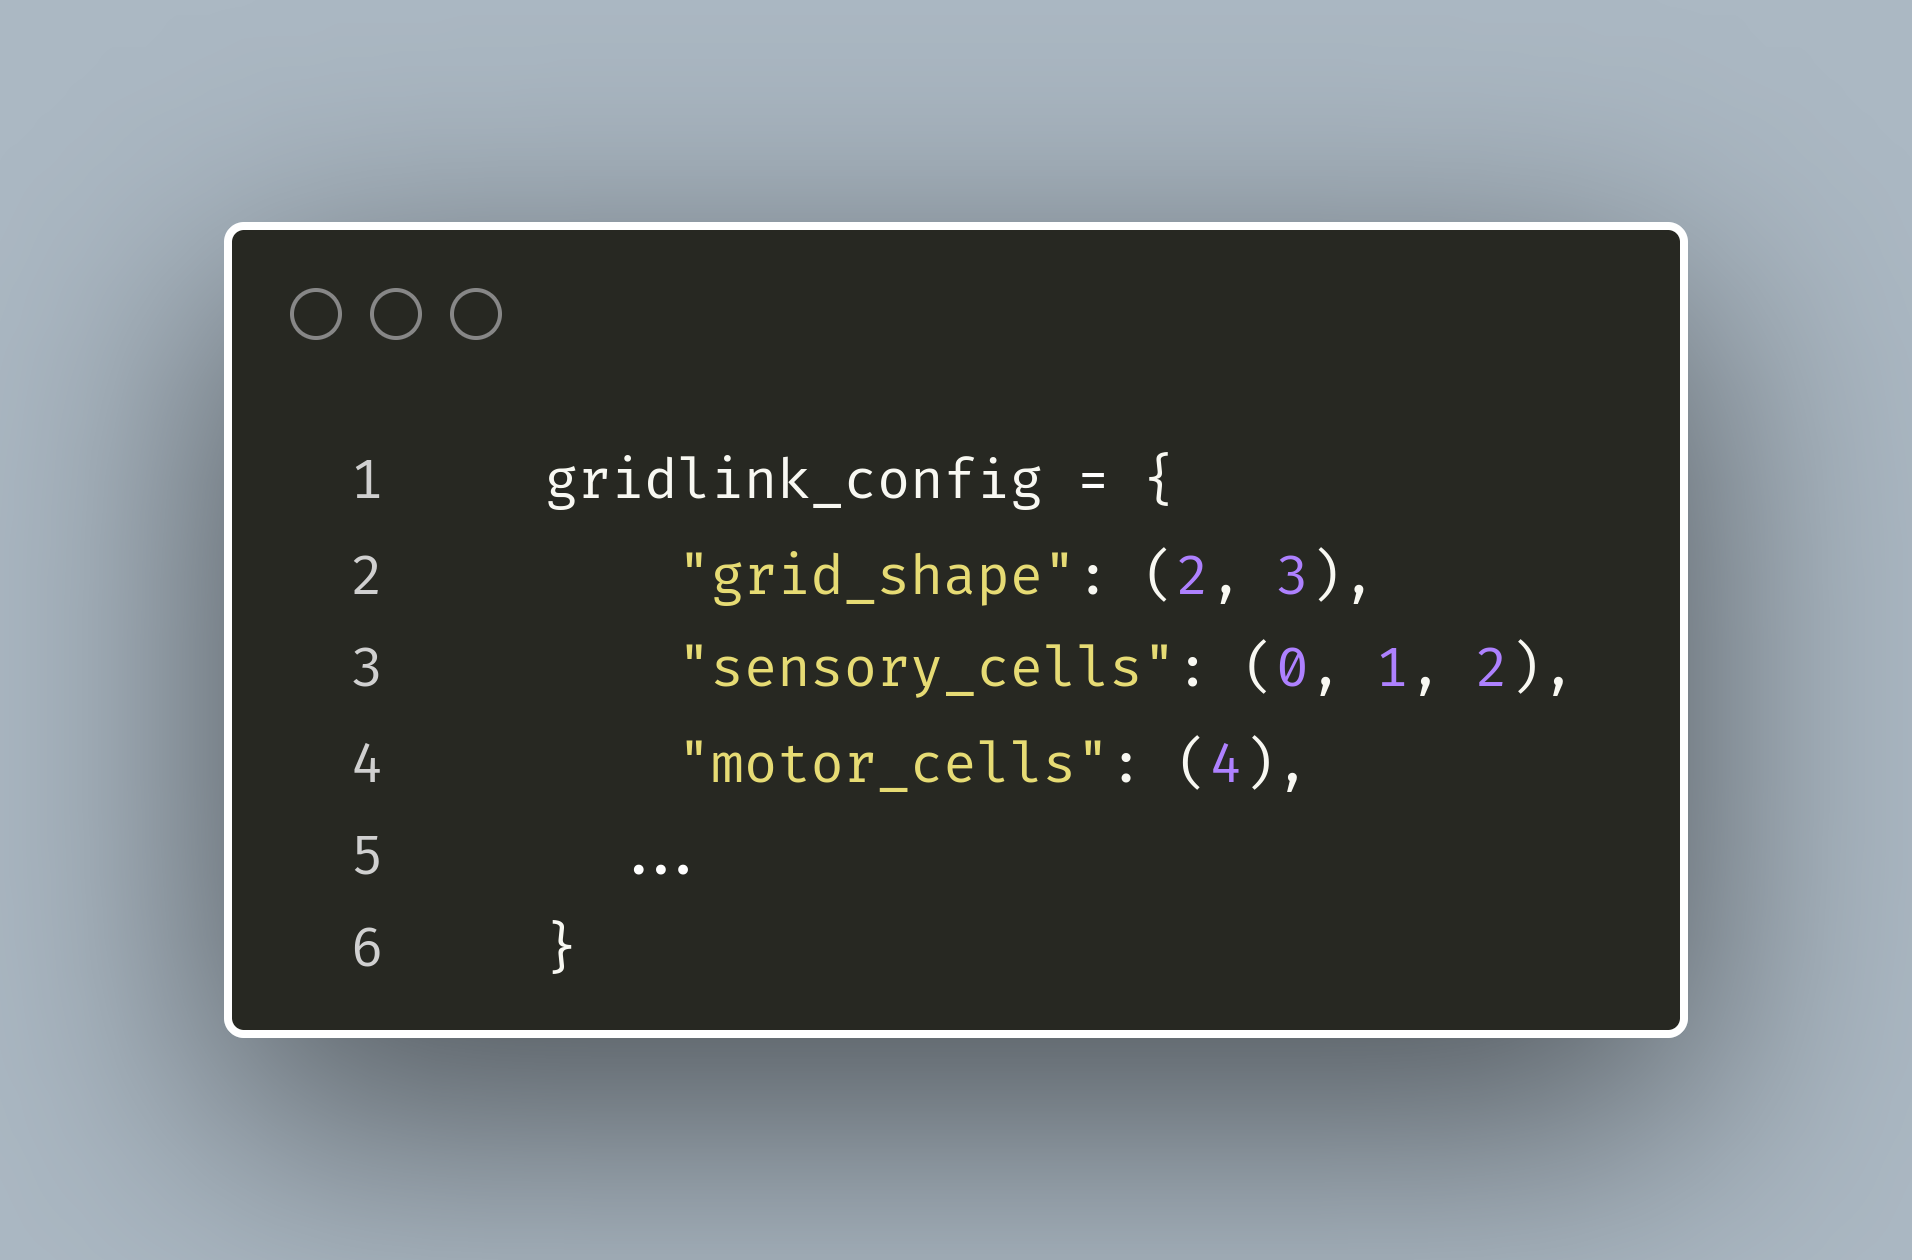 1 gridlink_config = {
2 "grid_shape": (2, 3),
3 "sensory_cells": (0, 1, 2),
4 "motor_cells": (4),
5 ...
6 }